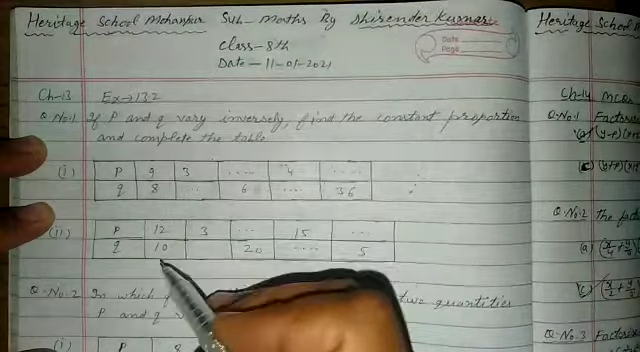 Heritage School Mohanpur Sub- Maths By Shirender Kumar
Class-8th
Date
Page
Date - 11-01-2021
Ch-13 Ex→13.2
Q.No.1 If P and q vary inversely, find the constant proportion
and complete the table
(i) P 9 3 .... 4 ....
q 8 ... 6 .... 36
(ii) P 12 3 ... 15 ...
q 10 20 .... 5
Q.No.2 In which two quantities
P and q
(i) P 8
Heritage School
Ch-14 MCQ
Q.No.1 Factoris
Q.No.2 The fac
Q.No.3 Factoris